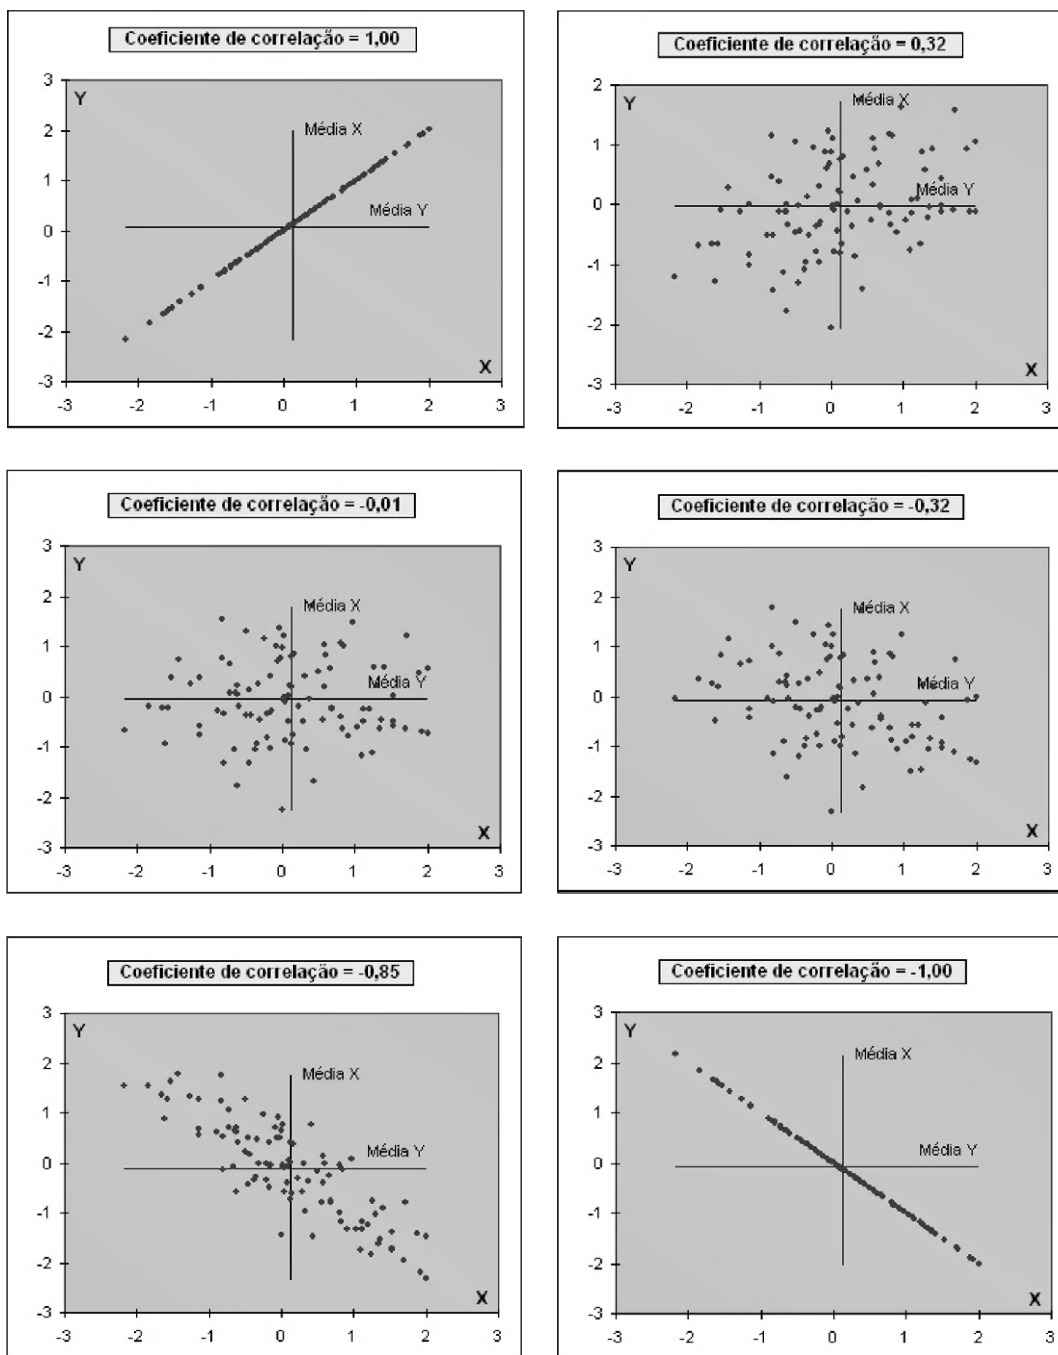 Coeficiente de correlação = 1,00
Y
Média X
Média Y
X
3
2
1
0
-1
-2
-3
-3 -2 -1 0 1 2 3
Coeficiente de correlação = 0,32
Y
Média X
Média Y
X
2
1
0
-1
-2
-3
-3 -2 -1 0 1 2 3
Coeficiente de correlação = -0,01
Y
Média X
Média Y
X
3
2
1
0
-1
-2
-3
-3 -2 -1 0 1 2 3
Coeficiente de correlação = -0,32
Y
Média X
Média Y
X
3
2
1
0
-1
-2
-3
-3 -2 -1 0 1 2 3
Coeficiente de correlação = -0,85
Y
Média X
Média Y
X
3
2
1
0
-1
-2
-3
-3 -2 -1 0 1 2 3
Coeficiente de correlação = -1,00
Y
Média X
Média Y
X
3
2
1
0
-1
-2
-3
-3 -2 -1 0 1 2 3